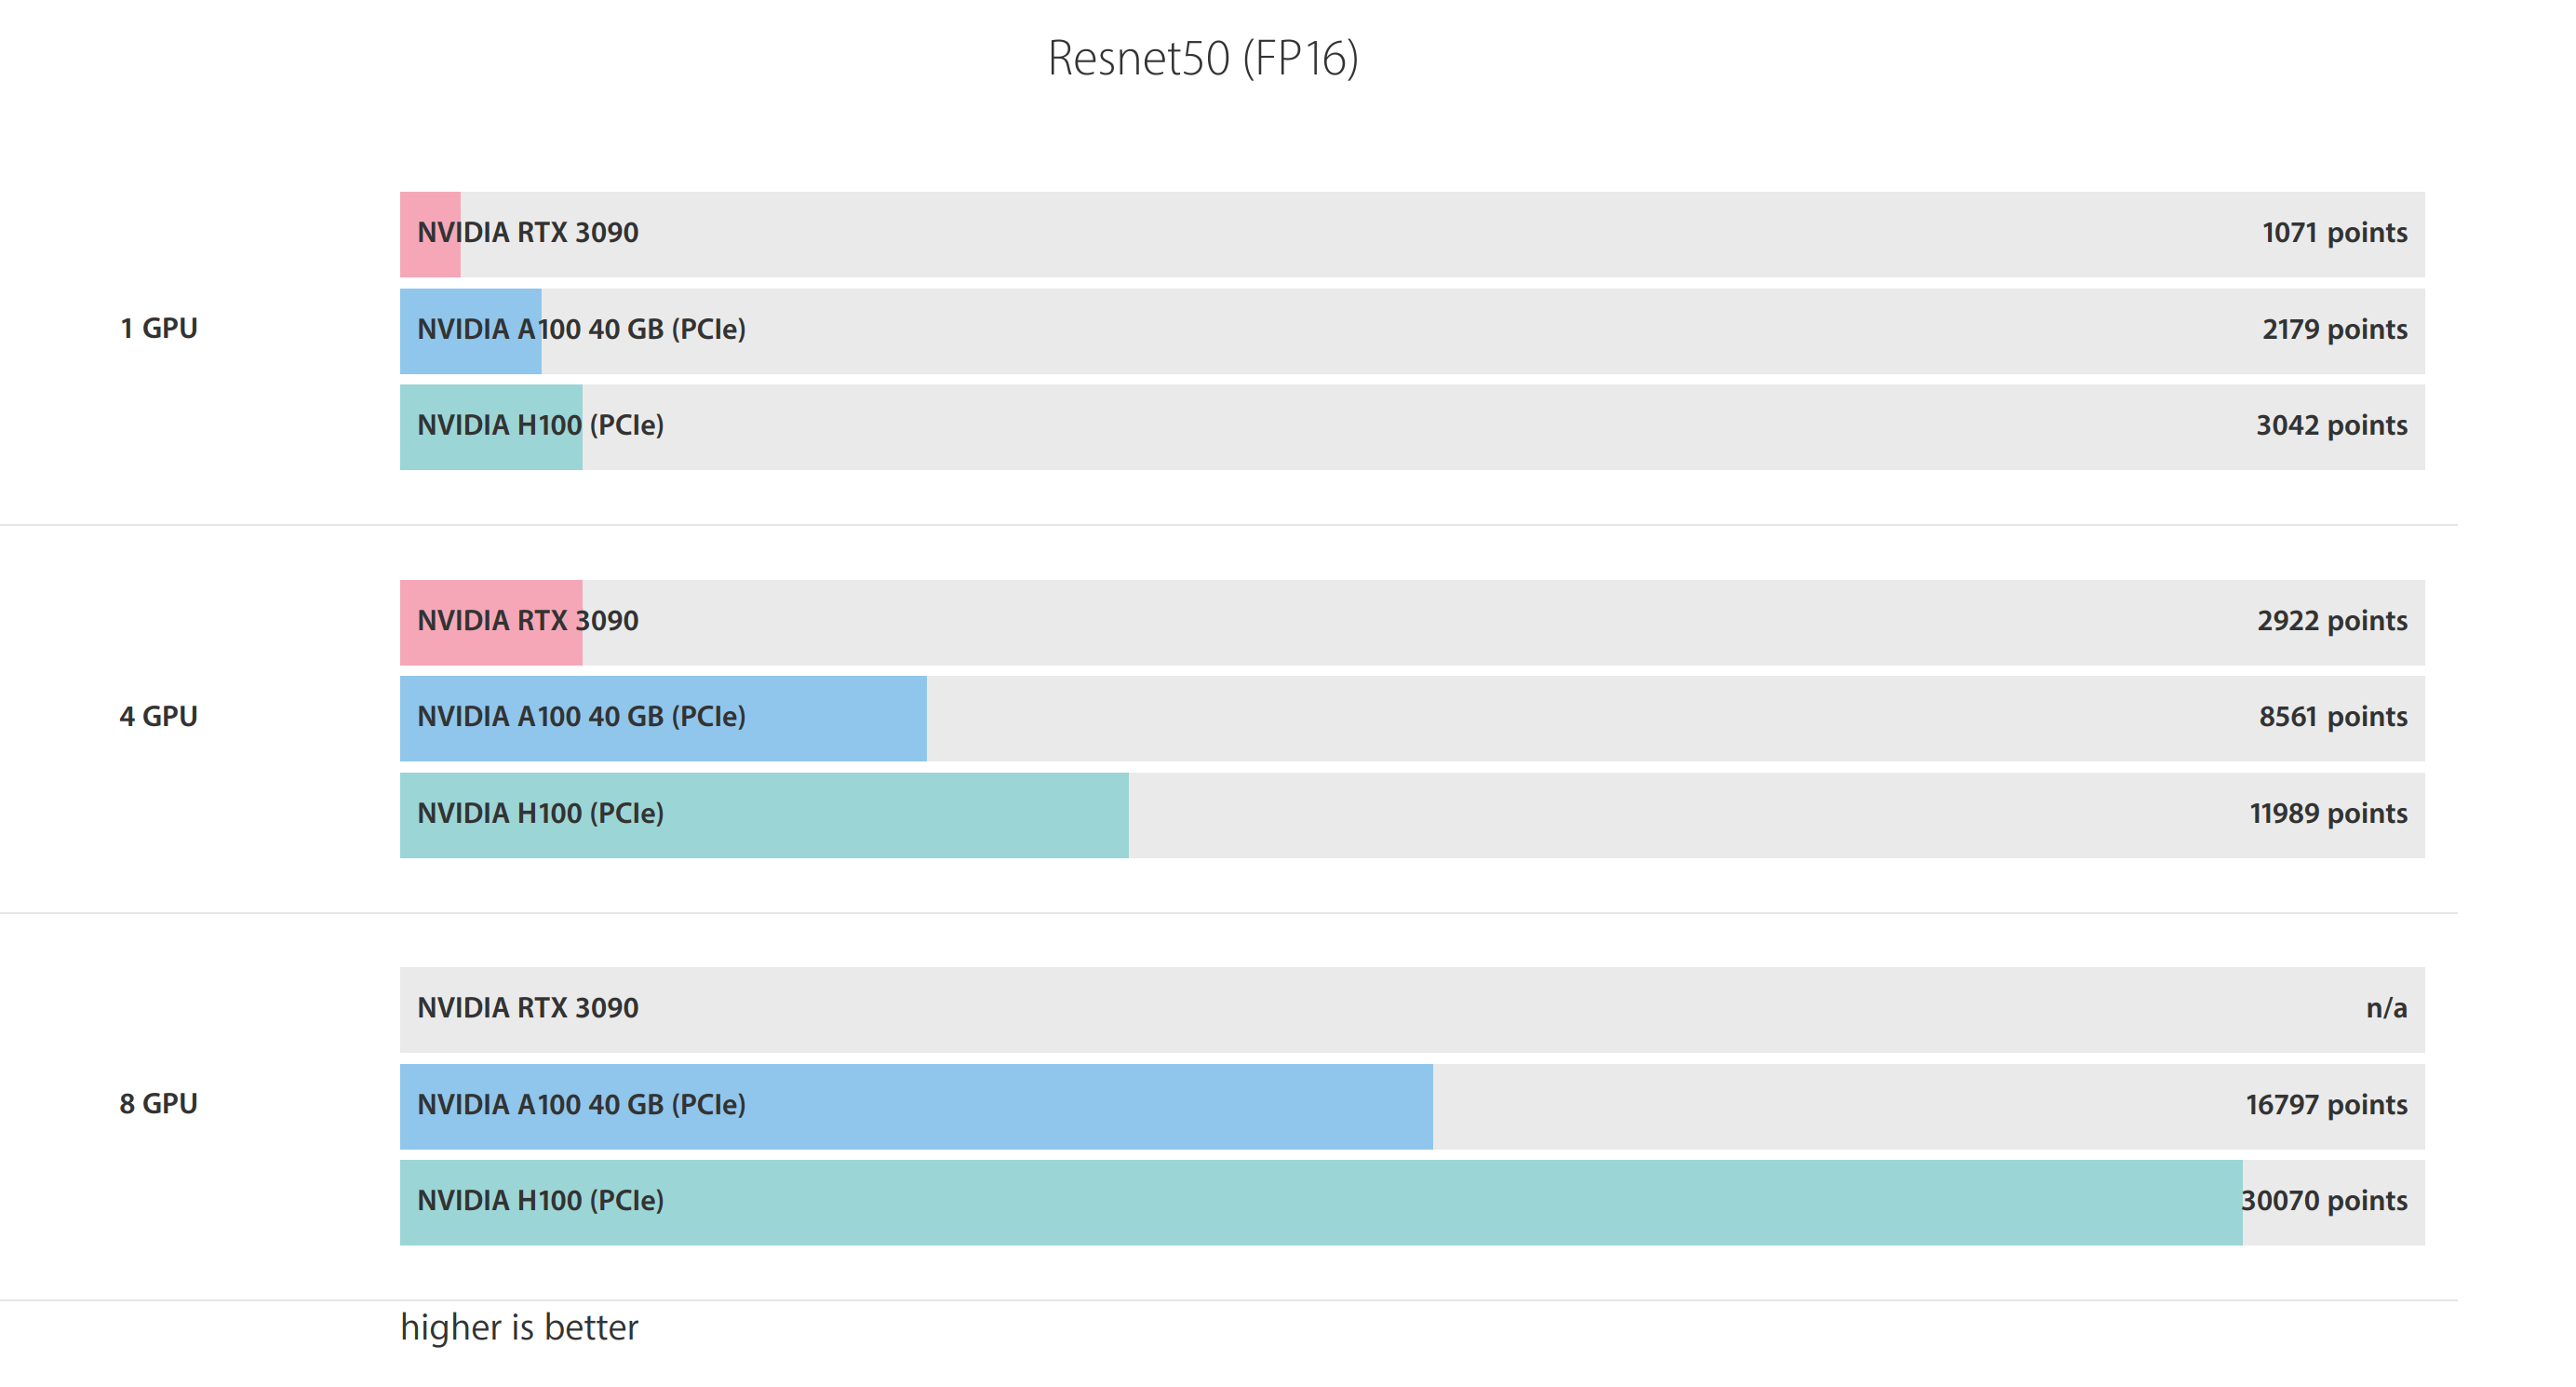 Resnet50 (FP16)
1 GPU
NVIDIA RTX 3090 1071 points
NVIDIA A100 40 GB (PCIe) 2179 points
NVIDIA H100 (PCIe) 3042 points
4 GPU
NVIDIA RTX 3090 2922 points
NVIDIA A100 40 GB (PCIe) 8561 points
NVIDIA H100 (PCIe) 11989 points
8 GPU
NVIDIA RTX 3090 n/a
NVIDIA A100 40 GB (PCIe) 16797 points
NVIDIA H100 (PCIe) 30070 points
higher is better